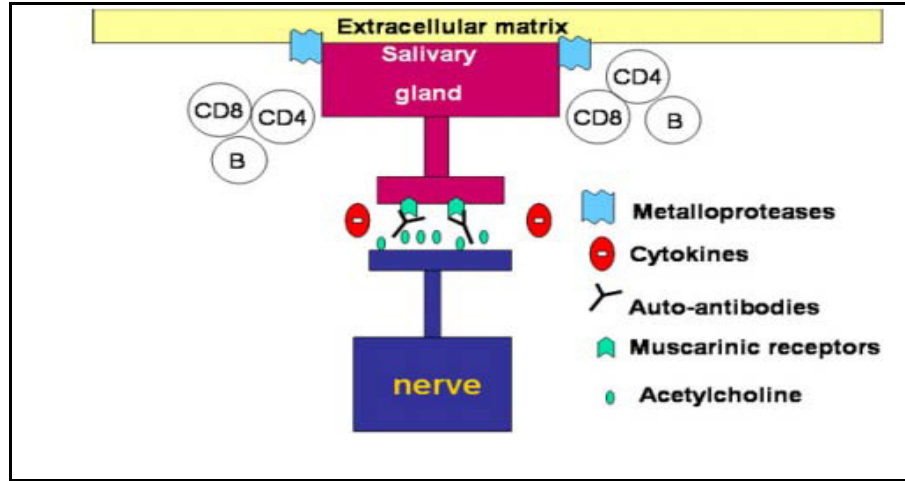 Extracellular matrix
Salivary
gland
CD8
CD4
B
CD4
CD8
B
Metalloproteases
Cytokines
Auto-antibodies
Muscarinic receptors
Acetylcholine
nerve